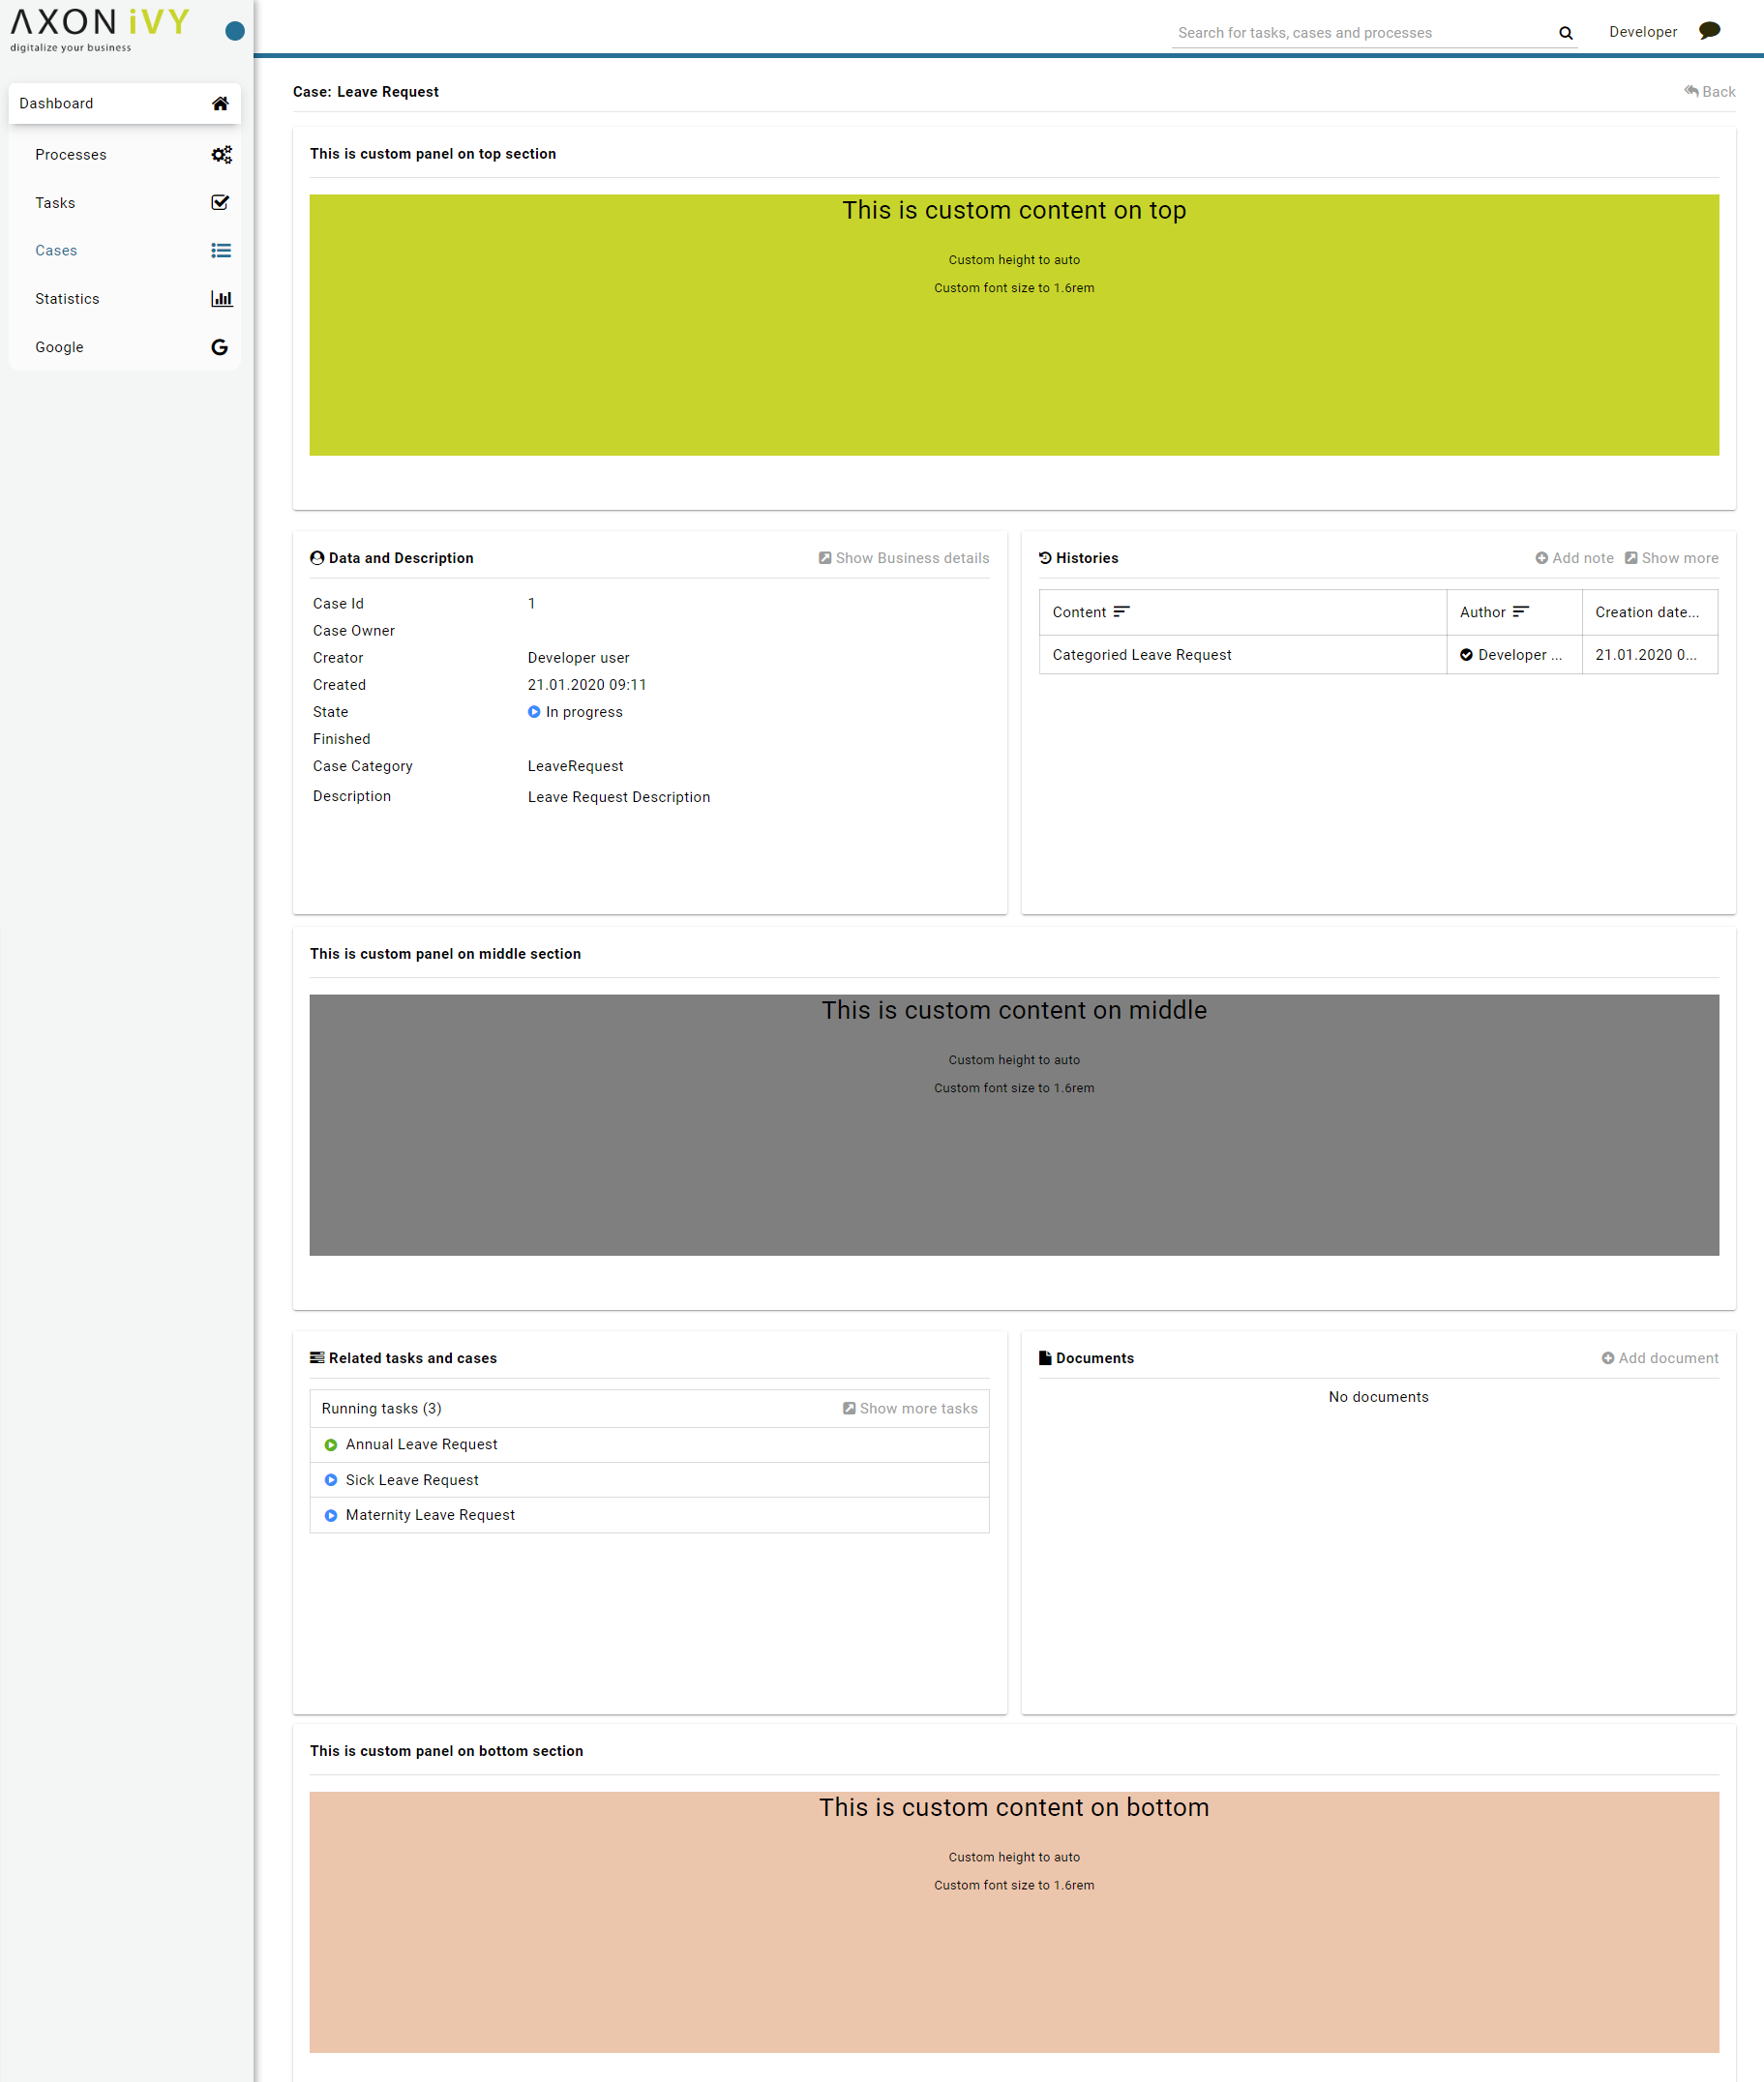 AXON iVY
digitalize your business
Search for tasks, cases and processes
Developer
Dashboard
Processes
Tasks
Cases
Statistics
Google
Case: Leave Request
Back
This is custom panel on top section
This is custom content on top
Custom height to auto
Custom font size to 1.6rem
Data and Description
Show Business details
Case Id 1
Case Owner
Creator Developer user
Created 21.01.2020 09:11
State In progress
Finished
Case Category LeaveRequest
Description Leave Request Description
Histories
Add note Show more
Content Author Creation date...
Categoried Leave Request Developer ... 21.01.2020 0...
This is custom panel on middle section
This is custom content on middle
Custom height to auto
Custom font size to 1.6rem
Related tasks and cases
Running tasks (3) Show more tasks
Annual Leave Request
Sick Leave Request
Maternity Leave Request
Documents
Add document
No documents
This is custom panel on bottom section
This is custom content on bottom
Custom height to auto
Custom font size to 1.6rem